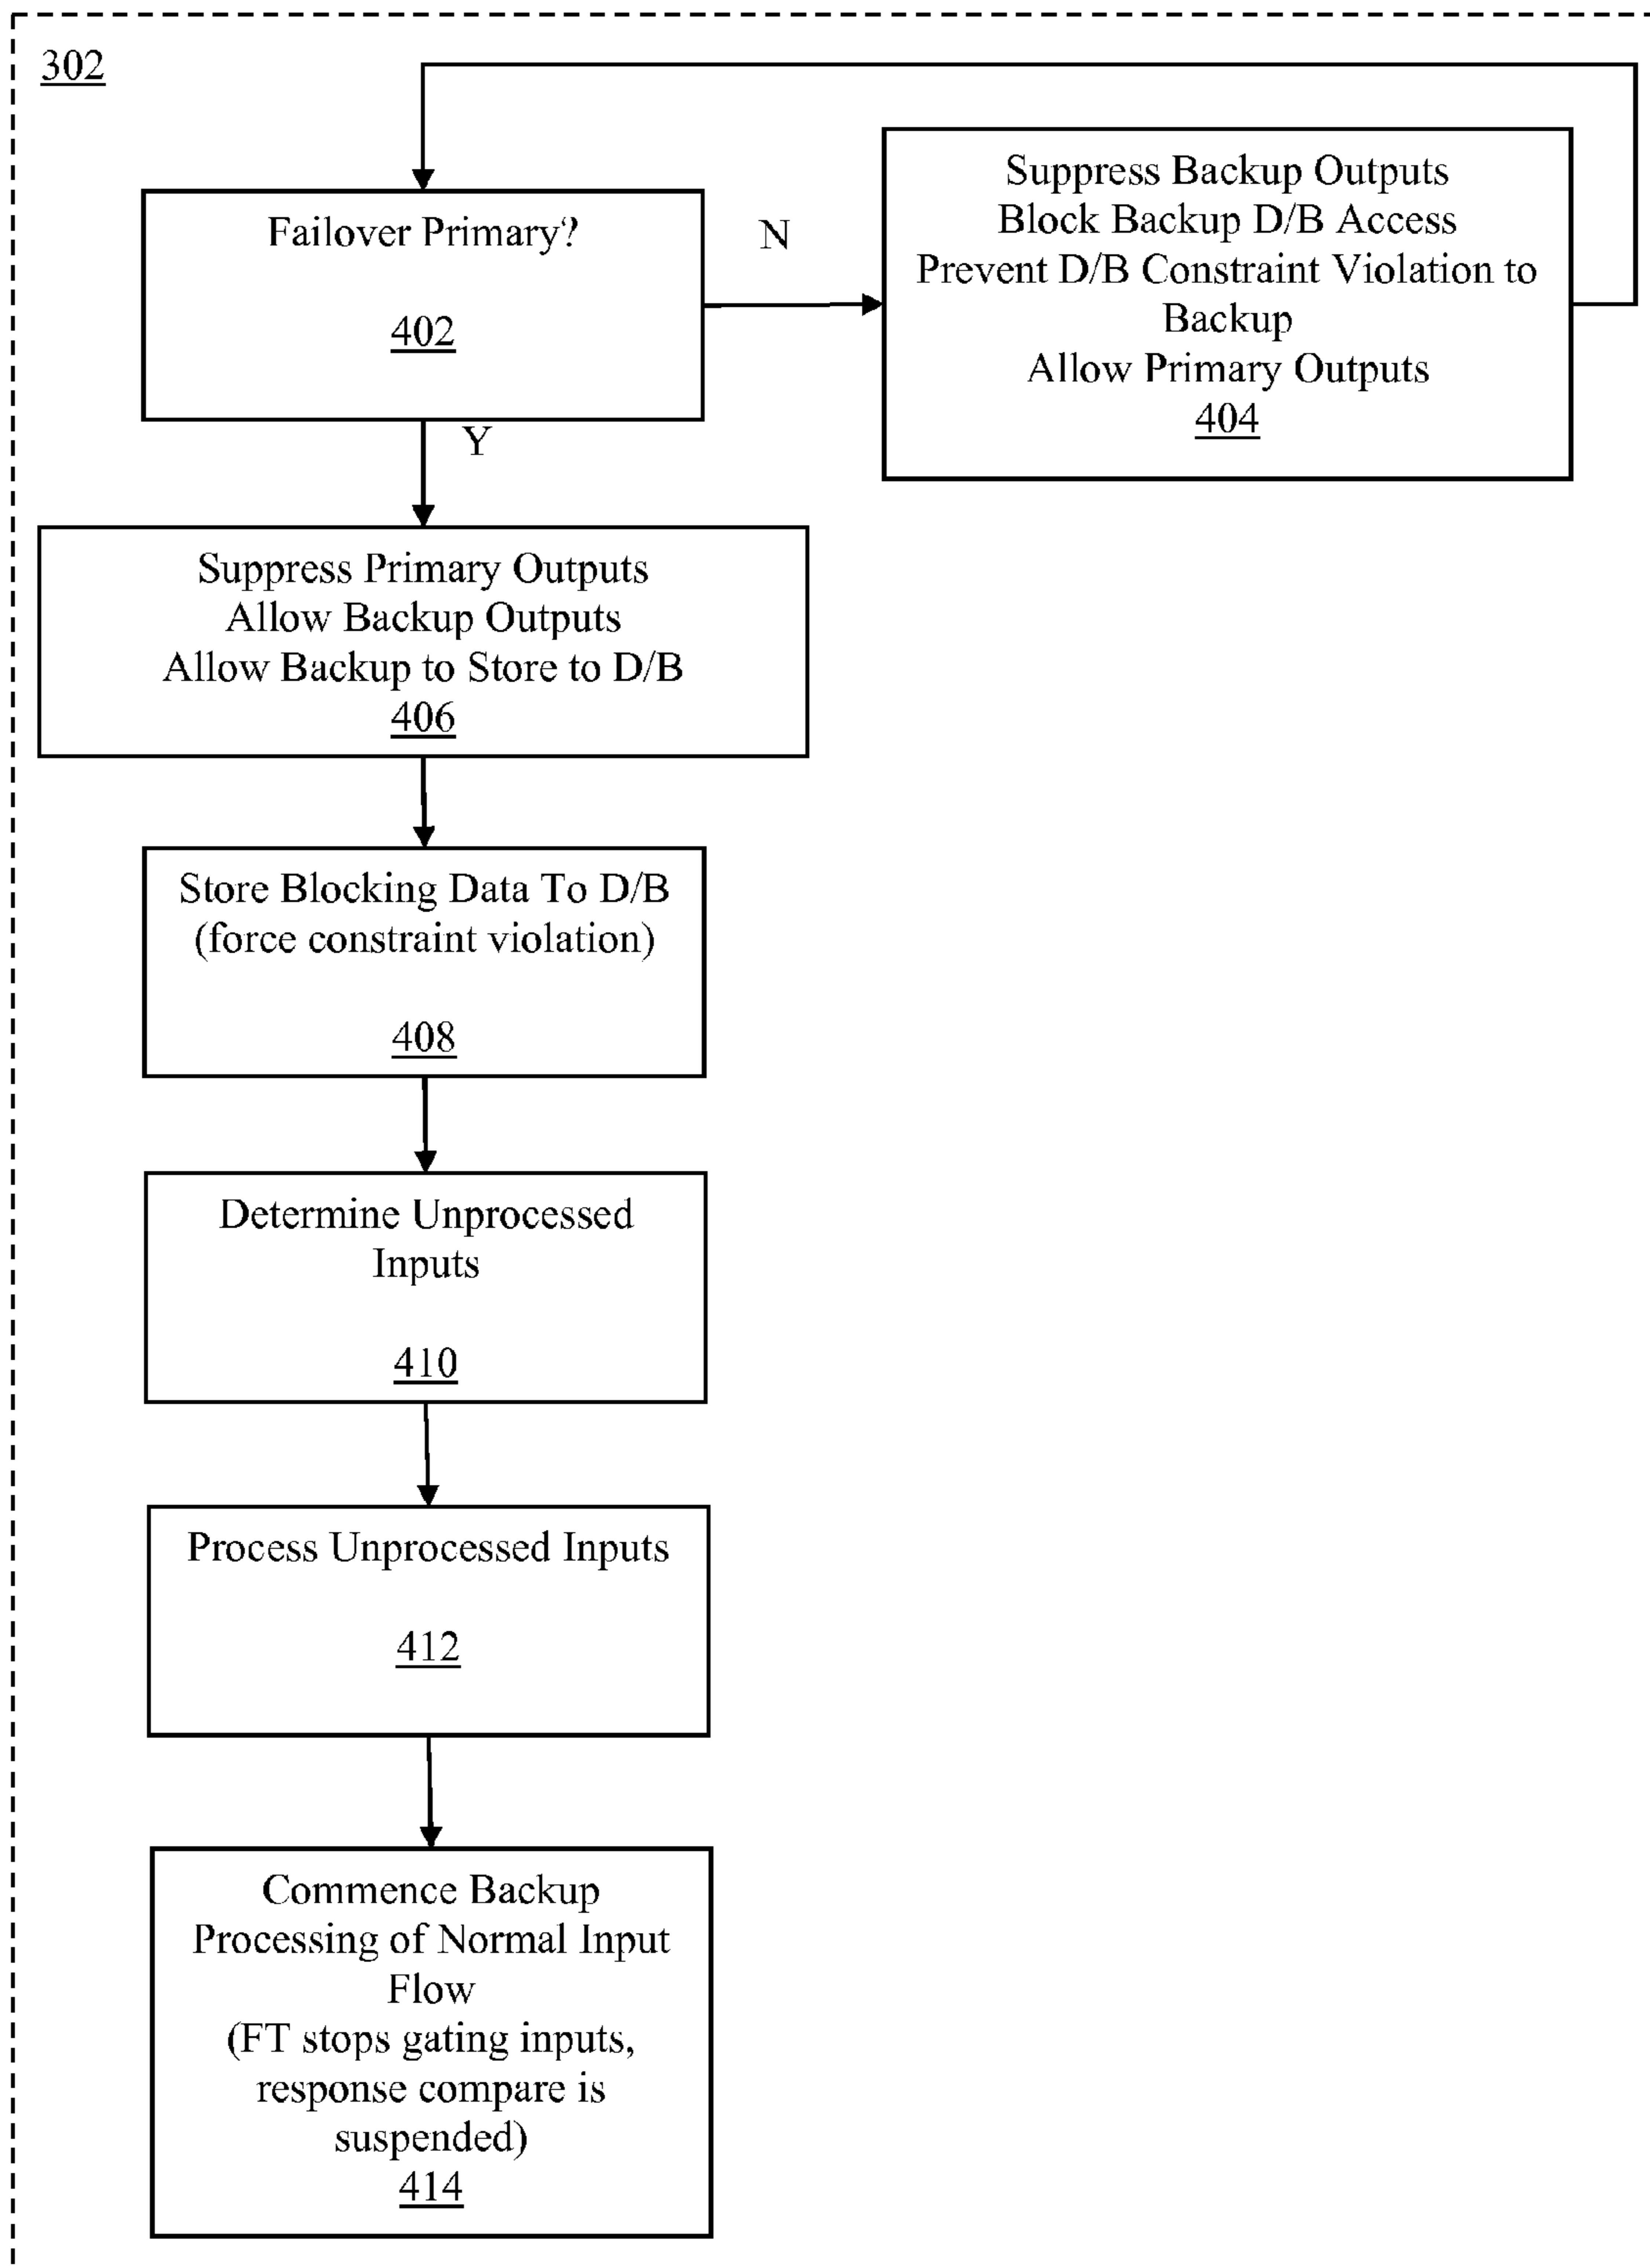 302
Failover Primary?
402
N
Suppress Backup Outputs
Block Backup D/B Access
Prevent D/B Constraint Violation to
Backup
Allow Primary Outputs
404
Y
Suppress Primary Outputs
Allow Backup Outputs
Allow Backup to Store to D/B
406
Store Blocking Data To D/B
(force constraint violation)
408
Determine Unprocessed
Inputs
410
Process Unprocessed Inputs
412
Commence Backup
Processing of Normal Input
Flow
(FT stops gating inputs,
response compare is
suspended)
414